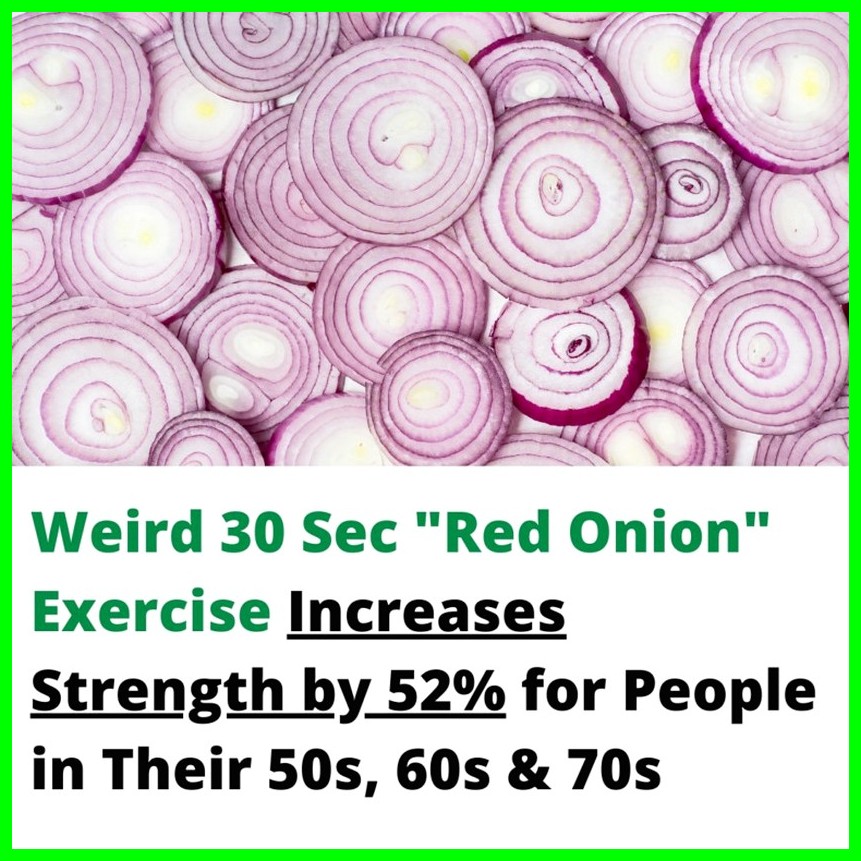 Weird 30 Sec "Red Onion"
Exercise Increases
Strength by 52% for People
in Their 50s, 60s & 70s